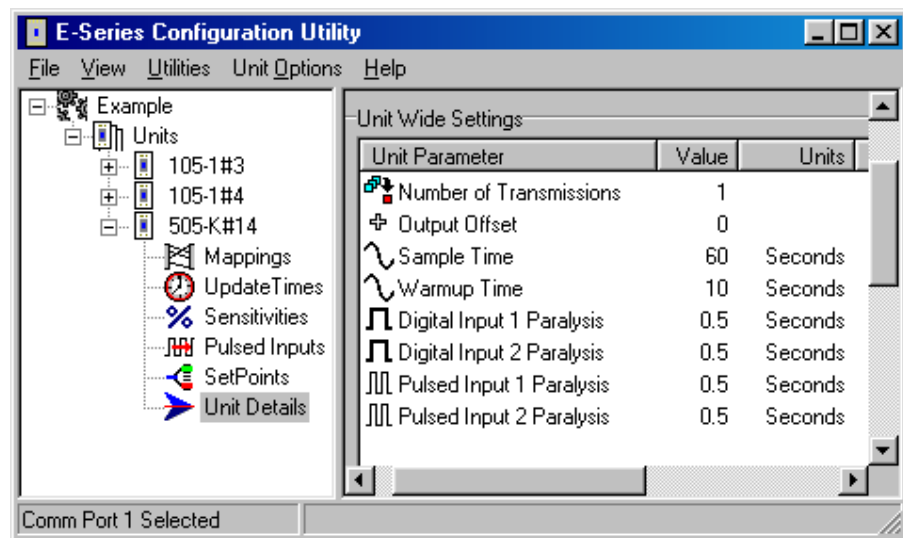 E-Series Configuration Utility
File View Utilities Unit Options Help
Example
Units
105-1#3
105-1#4
505-K#14
Mappings
UpdateTimes
Sensitivities
Pulsed Inputs
SetPoints
Unit Details
Unit Wide Settings
Unit Parameter Value Units
Number of Transmissions 1
Output Offset 0
Sample Time 60 Seconds
Warmup Time 10 Seconds
Digital Input 1 Paralysis 0.5 Seconds
Digital Input 2 Paralysis 0.5 Seconds
Pulsed Input 1 Paralysis 0.5 Seconds
Pulsed Input 2 Paralysis 0.5 Seconds
Comm Port 1 Selected